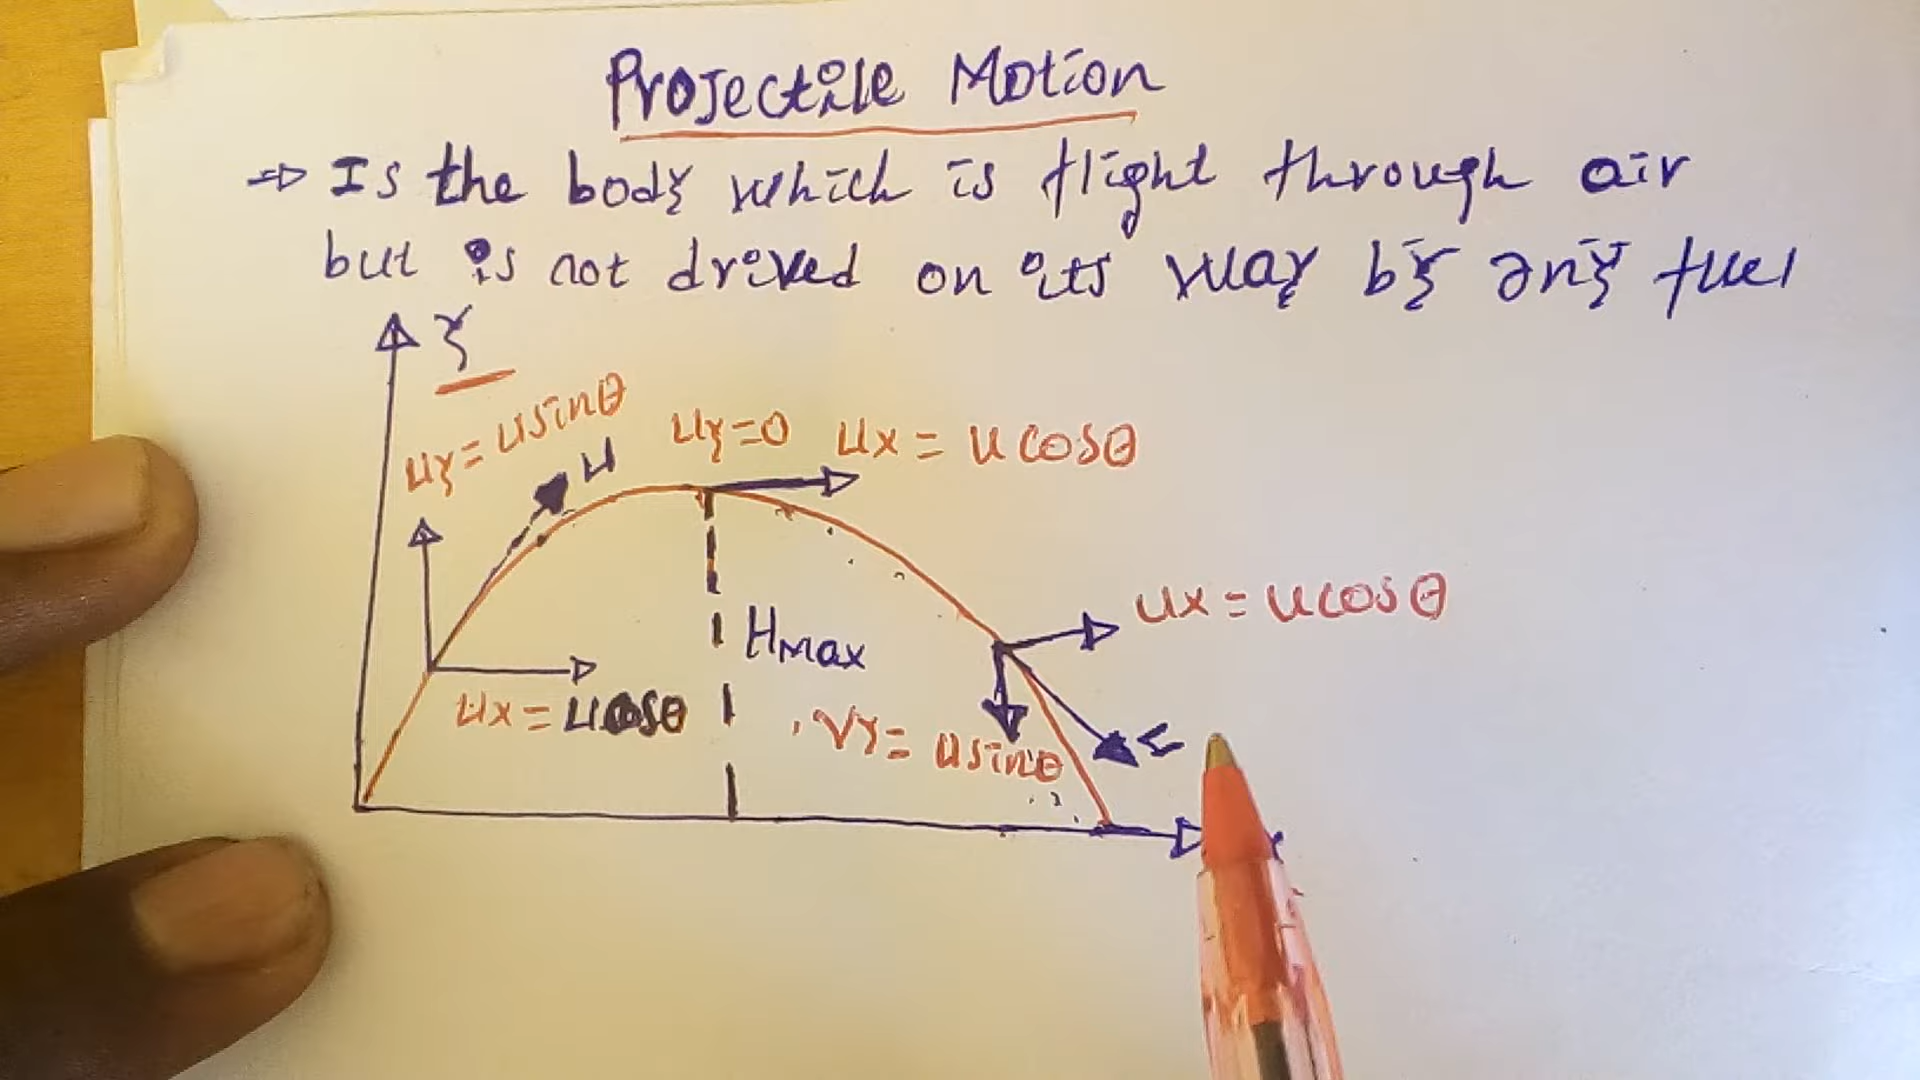 Projectile Motion
⇒ Is the body which is flight through air
but is not drived on its way by any fuel
y
uy = usinθ
u
uy=0 ux = ucosθ
ux = ucosθ
Hmax
ux = ucosθ
Vy = usinθ